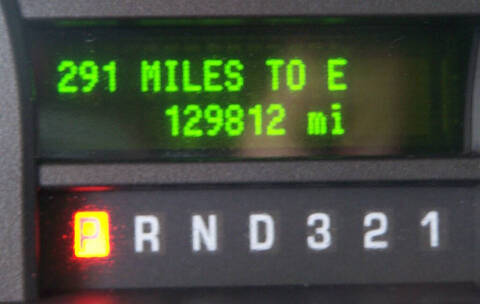 291 MILES TO E
129812 mi
P R N D 3 2 1